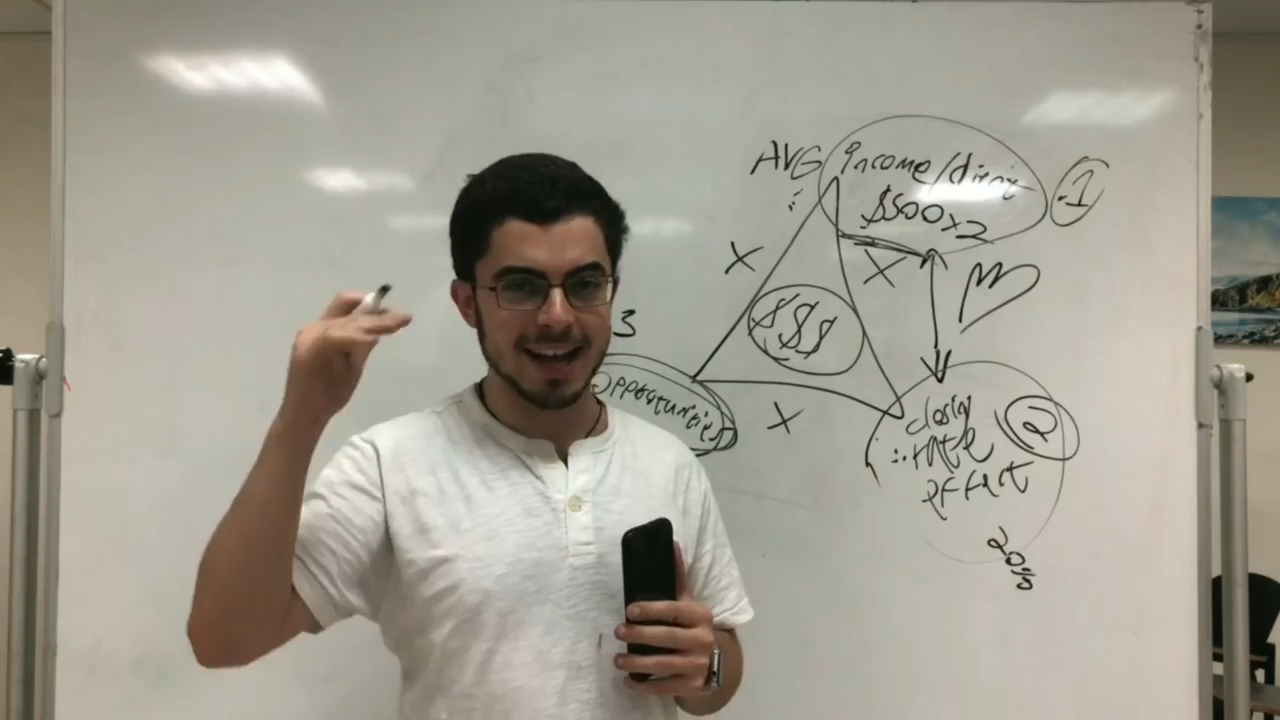 AVG income/client .1
$500x2
X X
$$$
3
opportunities
X
closing 2
rate
effect
20%